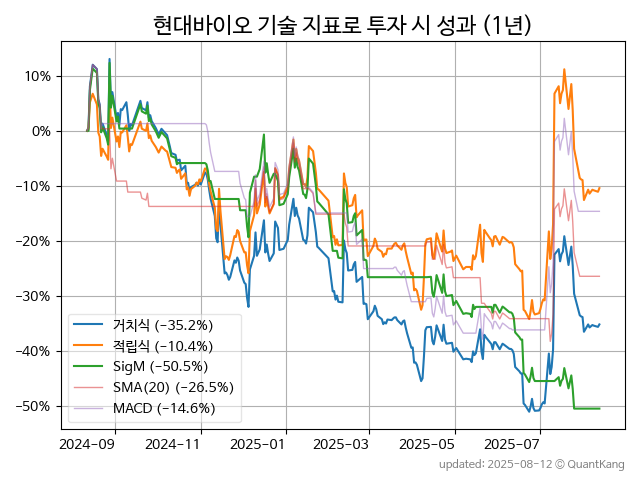 현대바이오 기술 지표로 투자 시 성과 (1년)
10%
0%
−10%
−20%
−30%
−40%
−50%
거치식 (−35.2%)
적립식 (−10.4%)
SigM (−50.5%)
SMA(20) (−26.5%)
MACD (−14.6%)
2024-09 2024-11 2025-01 2025-03 2025-05 2025-07
updated: 2025-08-12 © QuantKang